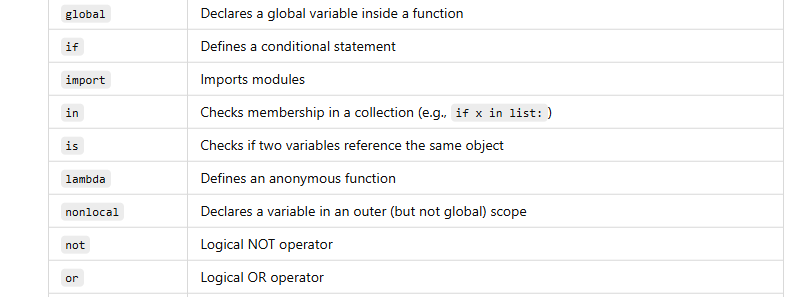 global Declares a global variable inside a function
if Defines a conditional statement
import Imports modules
in Checks membership in a collection (e.g., if x in list: )
is Checks if two variables reference the same object
lambda Defines an anonymous function
nonlocal Declares a variable in an outer (but not global) scope
not Logical NOT operator
or Logical OR operator